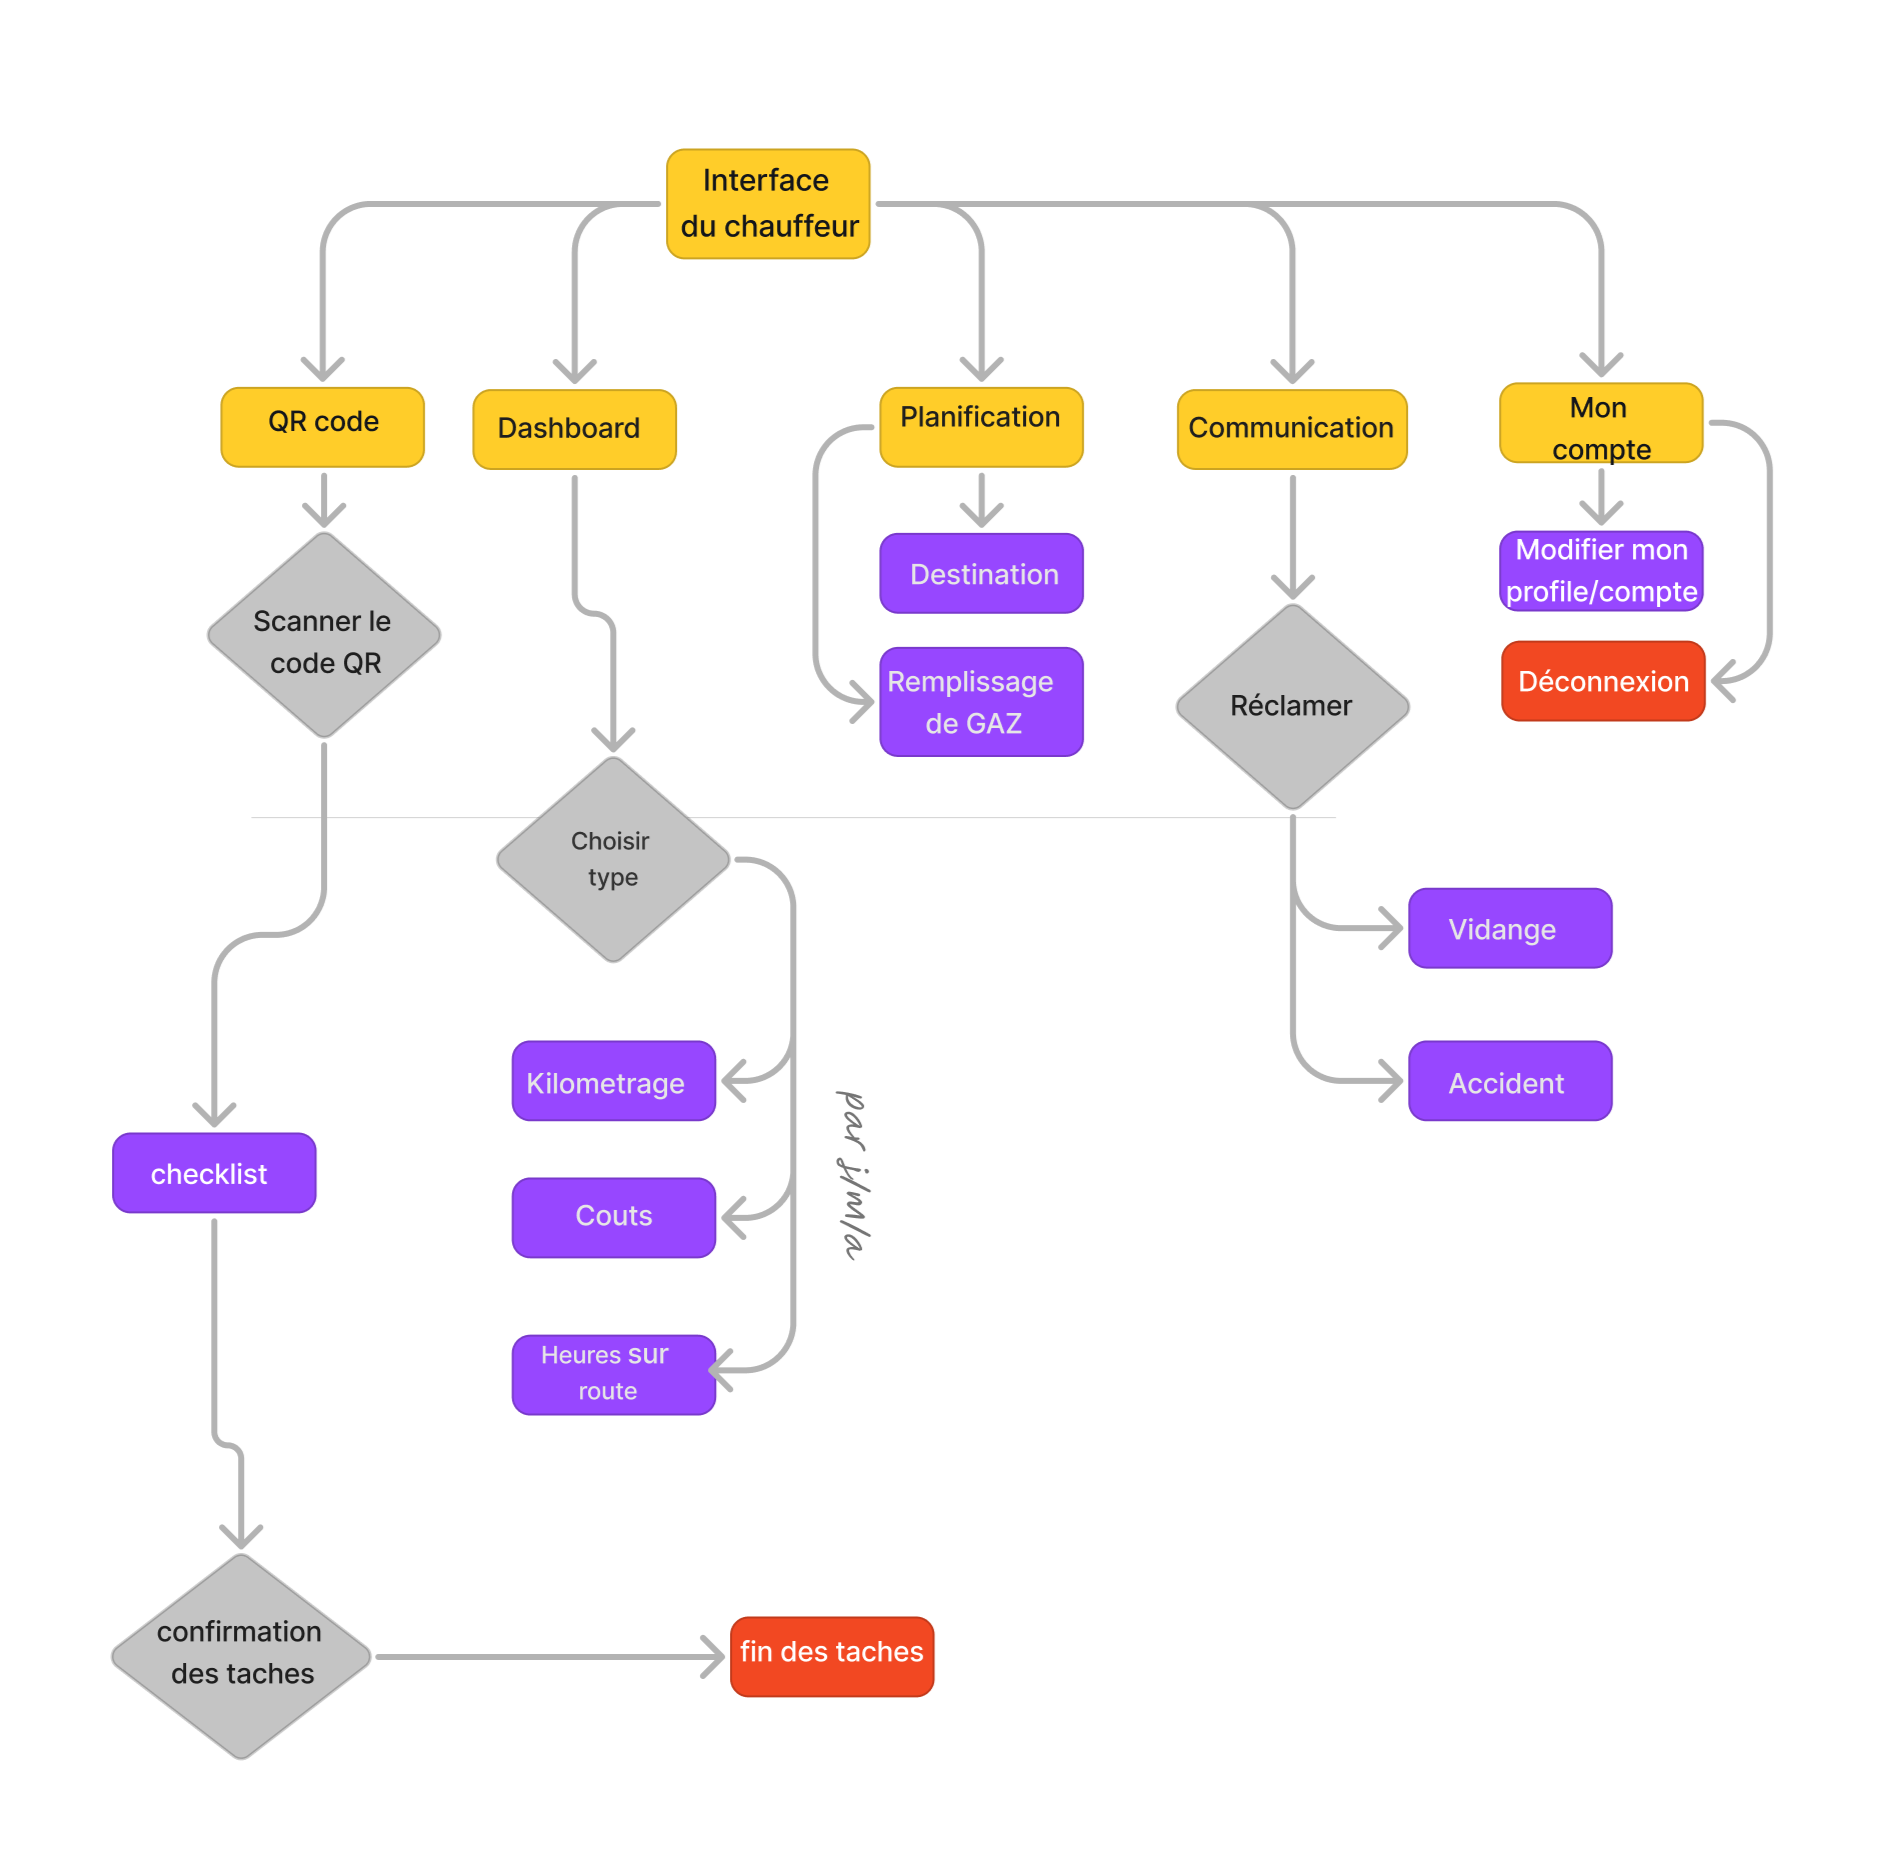 Interface
du chauffeur
QR code
Dashboard
Planification
Communication
Mon
compte
Scanner le
code QR
Destination
Remplissage
de GAZ
Réclamer
Modifier mon
profile/compte
Déconnexion
Choisir
type
Vidange
Accident
Kilometrage
Couts
Heures sur
route
par j/M/a
checklist
confirmation
des taches
fin des taches